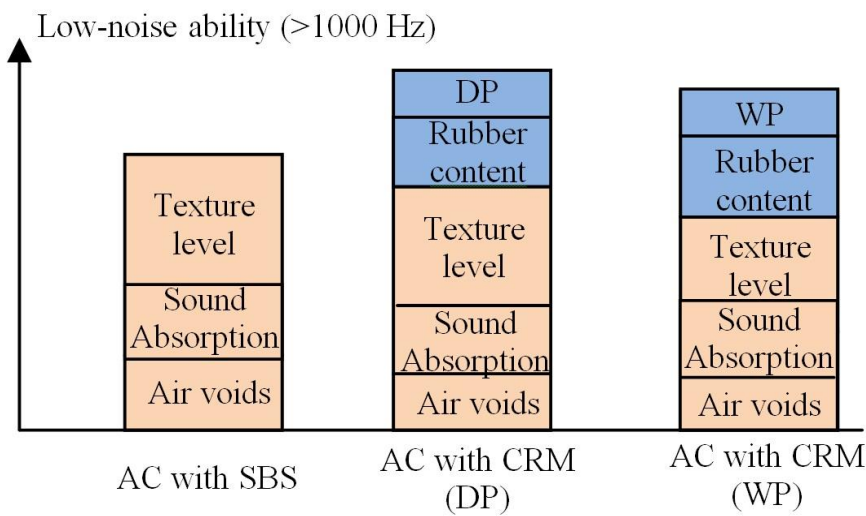 Low-noise ability (>1000 Hz)
Texture
level
Sound
Absorption
Air voids
AC with SBS
DP
Rubber
content
Texture
level
Sound
Absorption
Air voids
AC with CRM
(DP)
WP
Rubber
content
Texture
level
Sound
Absorption
Air voids
AC with CRM
(WP)